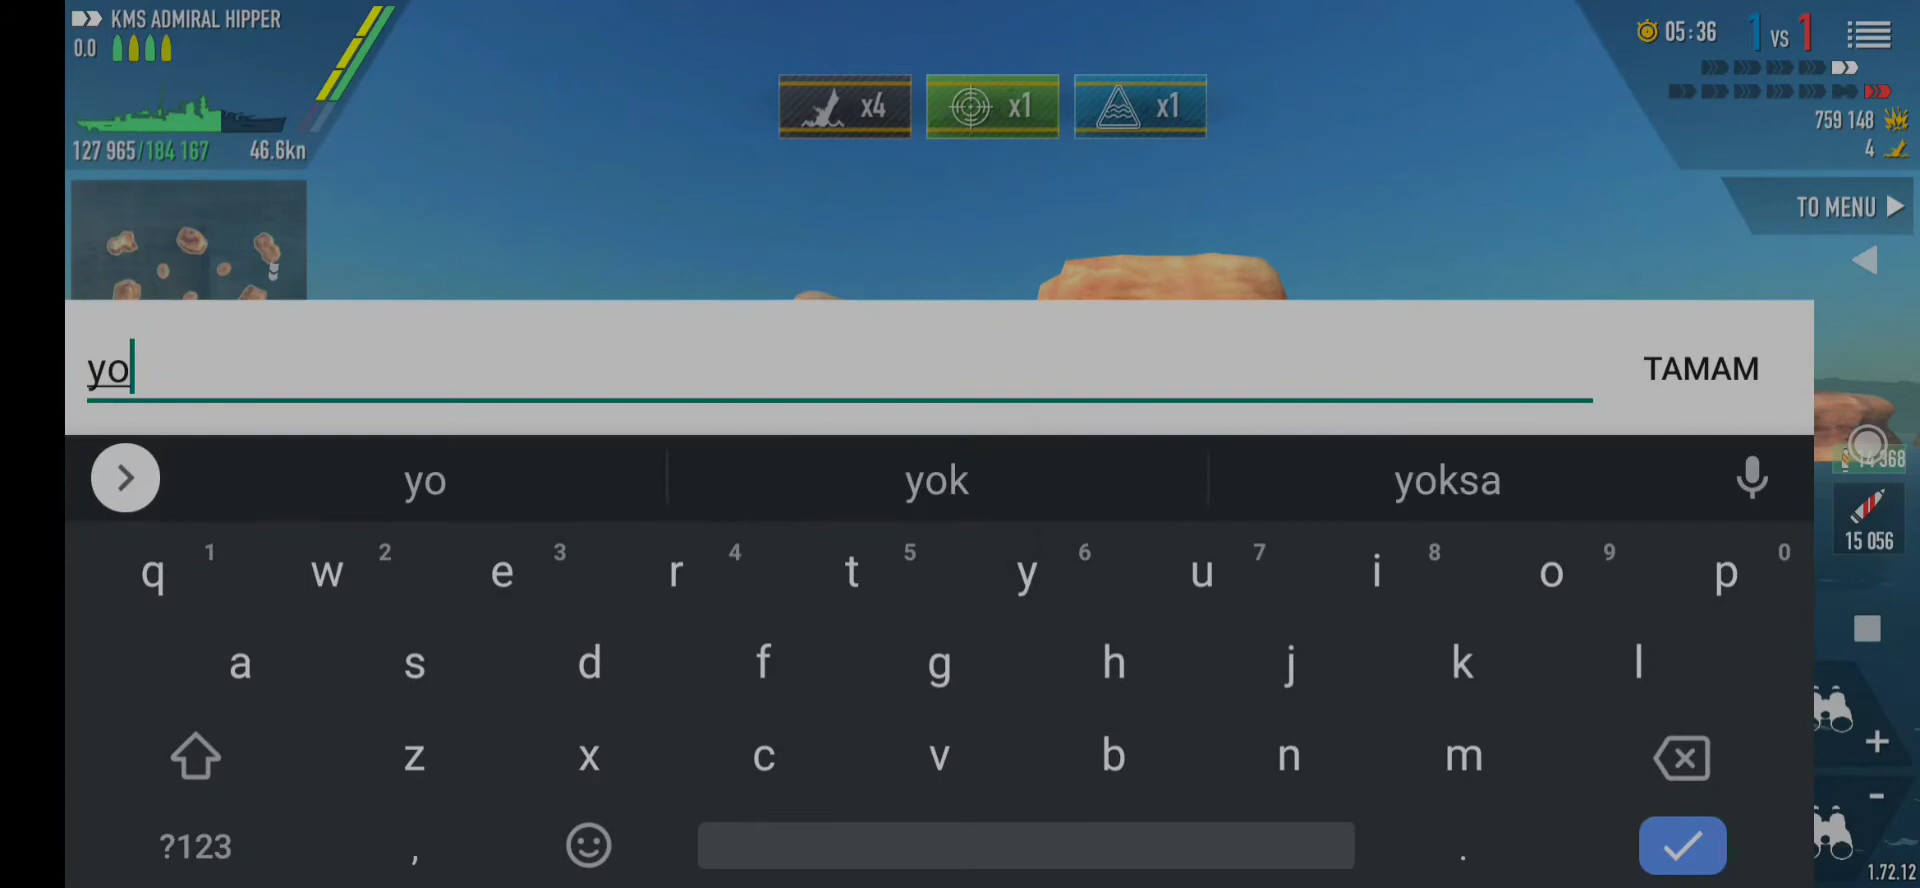 KMS ADMIRAL HIPPER
0.0
127 965/184 167 46.6kn
x4 x1 x1
05:36 1 VS 1
759 148
4
TO MENU
yo TAMAM
yo yok yoksa
14 368
15 056
1 2 3 4 5 6 7 8 9 0
q w e r t y u i o p
a s d f g h j k l
z x c v b n m
+
-
?123 , .
1.72.12